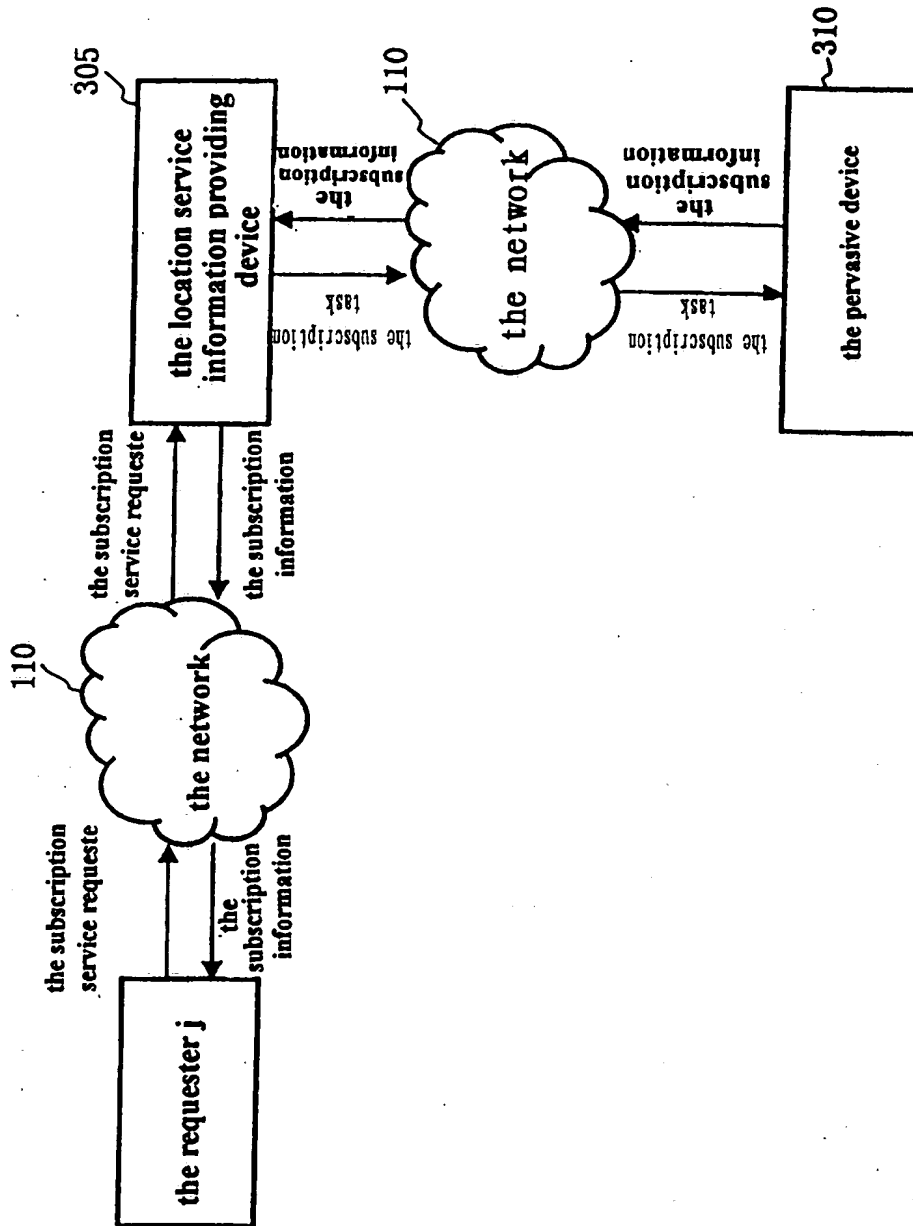 the requester j
the subscription
service requeste
the
subscription
information
110
the network
the subscription
service requeste
the subscription
information
305
the location service
information providing
device
the subscription
task
the
subscription
information
110
the network
the subscription
task
the
subscription
information
310
the pervasive device